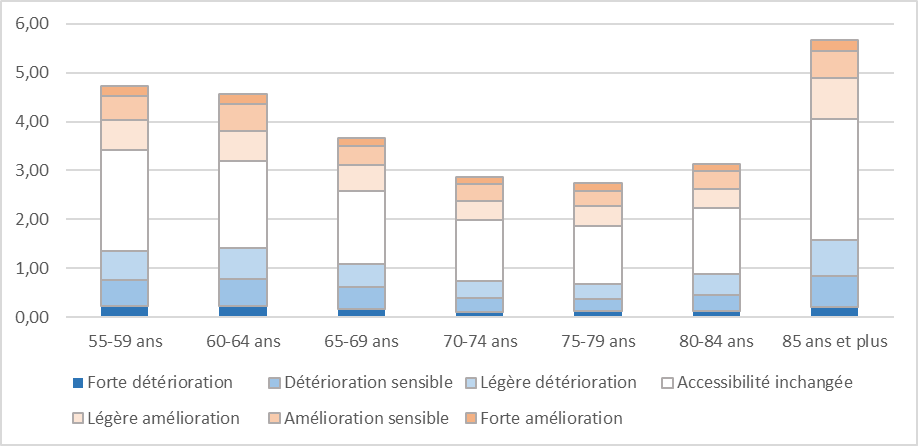 6,00
5,00
4,00
3,00
2,00
1,00
0,00
55-59 ans 60-64 ans 65-69 ans 70-74 ans 75-79 ans 80-84 ans 85 ans et plus
Forte détérioration Détérioration sensible Légère détérioration Accessibilité inchangée
Légère amélioration Amélioration sensible Forte amélioration